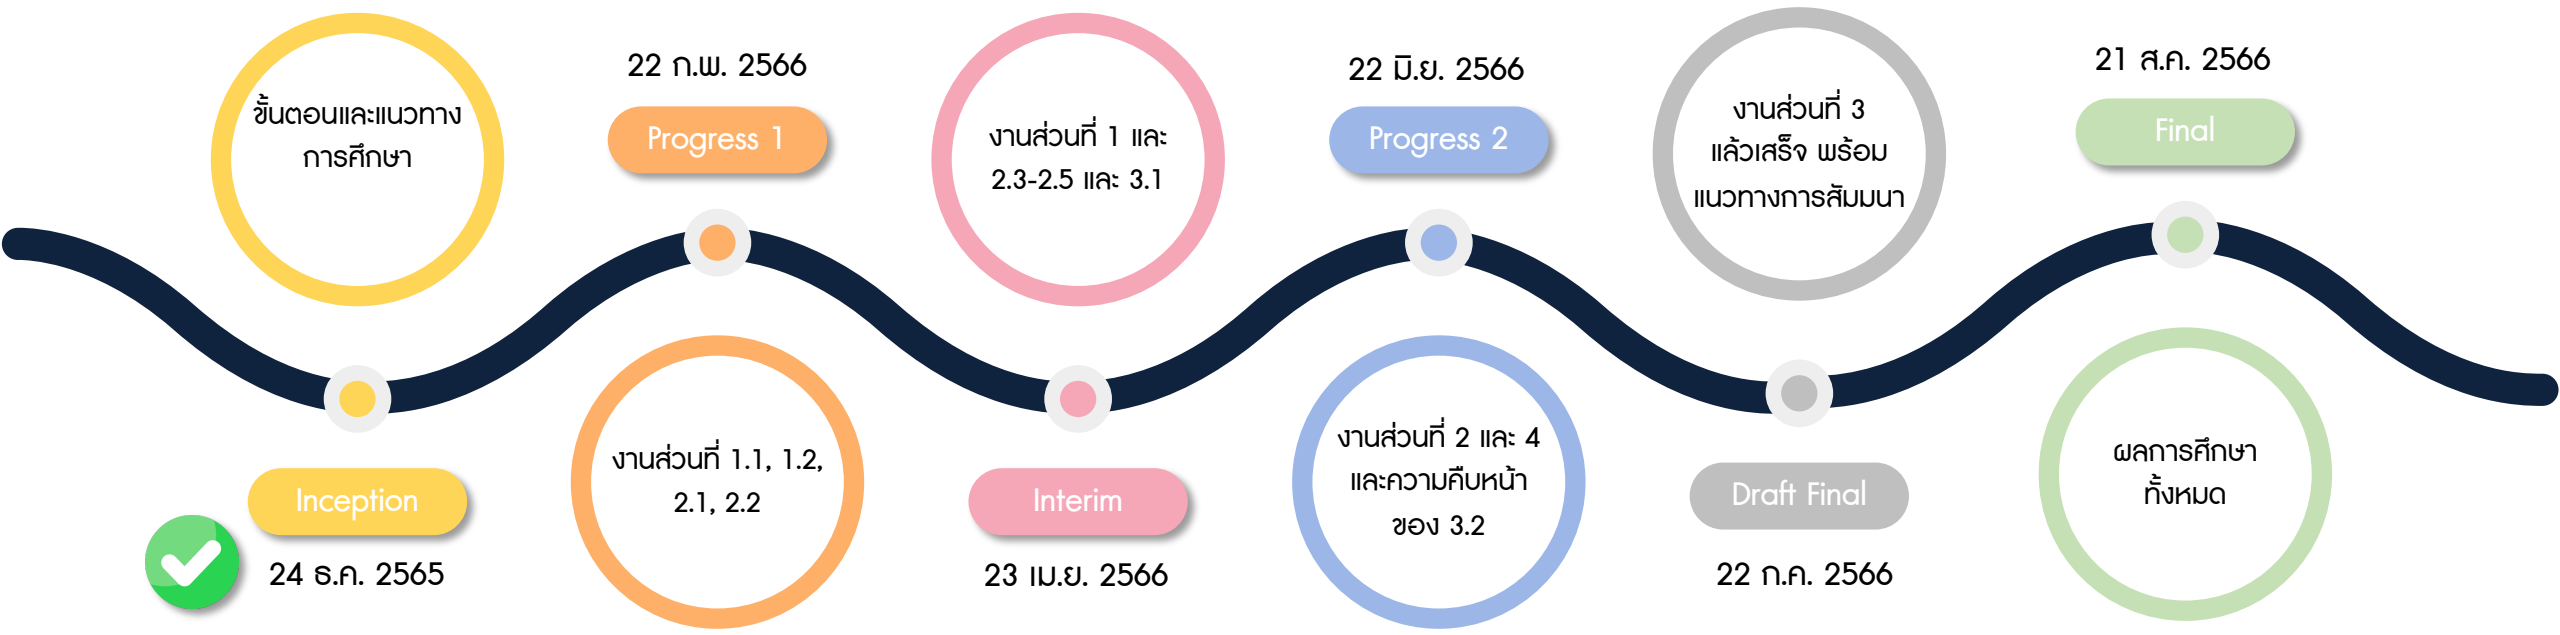 ขั้นตอนและแนวทาง
การศึกษา
Inception
24 ธ.ค. 2565
22 ก.พ. 2566
Progress 1
งานส่วนที่ 1.1, 1.2,
2.1, 2.2
งานส่วนที่ 1 และ
2.3-2.5 และ 3.1
Interim
23 เม.ย. 2566
22 มิ.ย. 2566
Progress 2
งานส่วนที่ 2 และ 4
และความคืบหน้า
ของ 3.2
งานส่วนที่ 3
แล้วเสร็จ พร้อม
แนวทางการสัมมนา
Draft Final
22 ก.ค. 2566
21 ส.ค. 2566
Final
ผลการศึกษา
ทั้งหมด